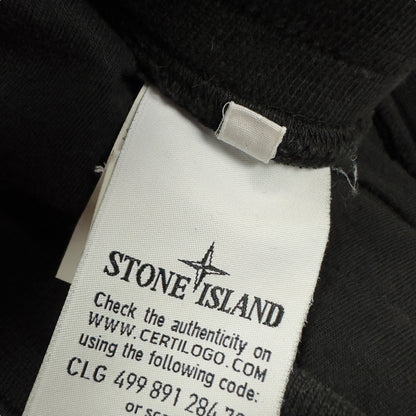 STONE ISLAND
Check the authenticity on
WWW.CERTILOGO.COM
using the following code:
CLG 499 891 284
or